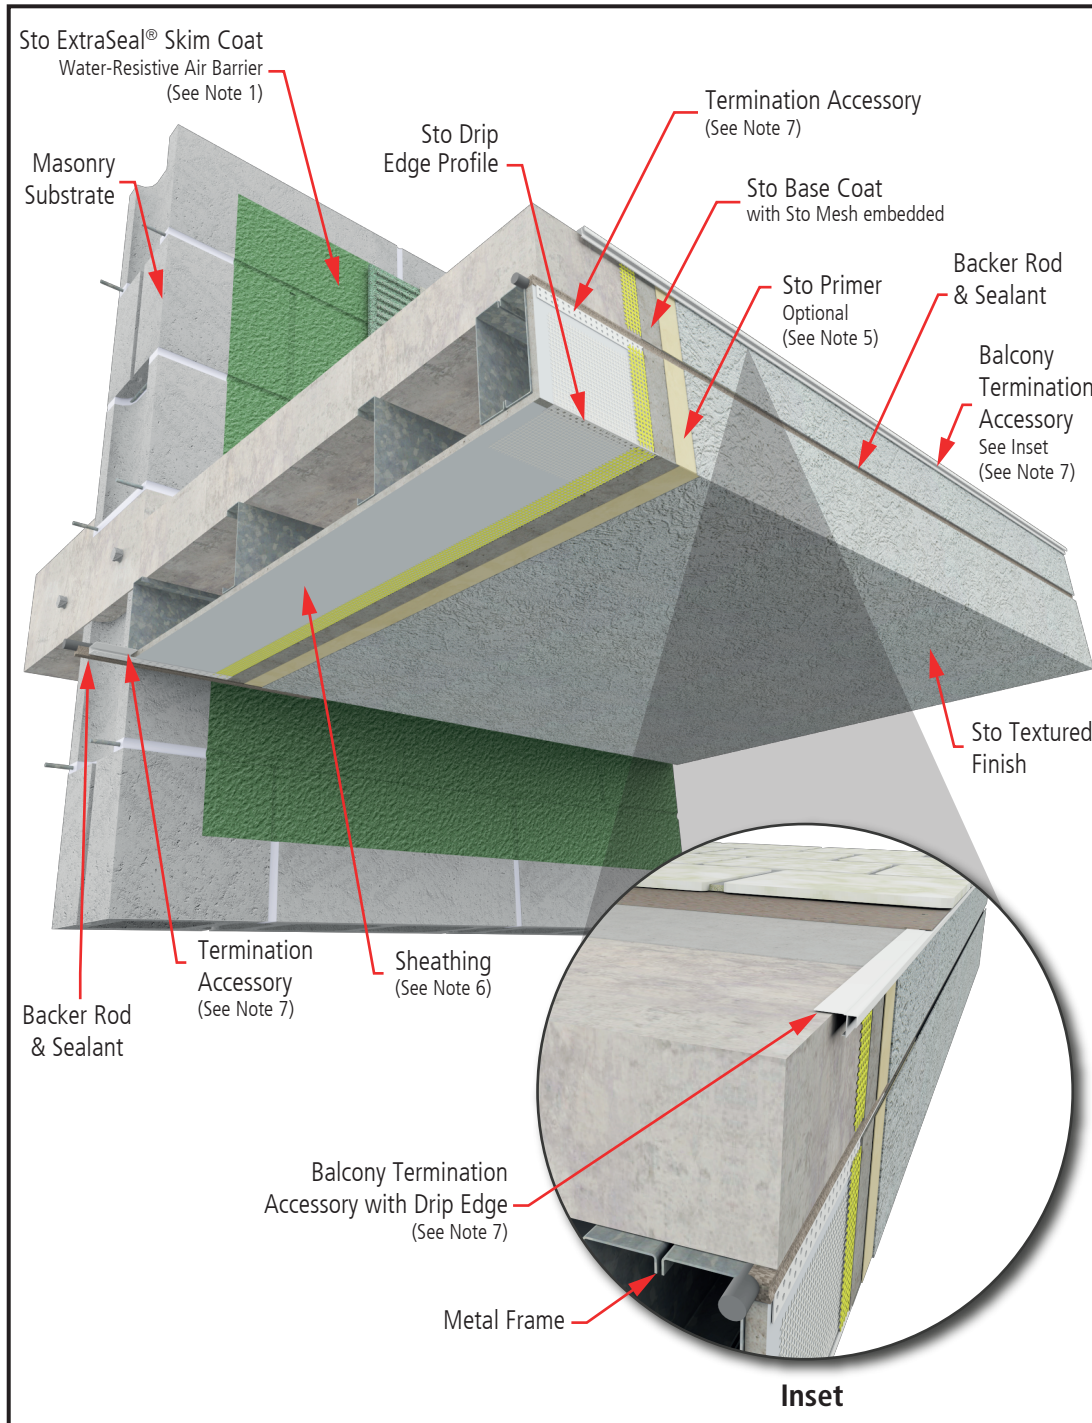 Sto ExtraSeal® Skim Coat
Water-Resistive Air Barrier
(See Note 1)
Masonry
Substrate
Sto Drip
Edge Profile
Termination Accessory
(See Note 7)
Sto Base Coat
with Sto Mesh embedded
Sto Primer
Optional
(See Note 5)
Backer Rod
& Sealant
Balcony
Termination
Accessory
See Inset
(See Note 7)
Sto Textured
Finish
Termination
Accessory
(See Note 7)
Sheathing
(See Note 6)
Backer Rod
& Sealant
Balcony Termination
Accessory with Drip Edge
(See Note 7)
Metal Frame
Inset